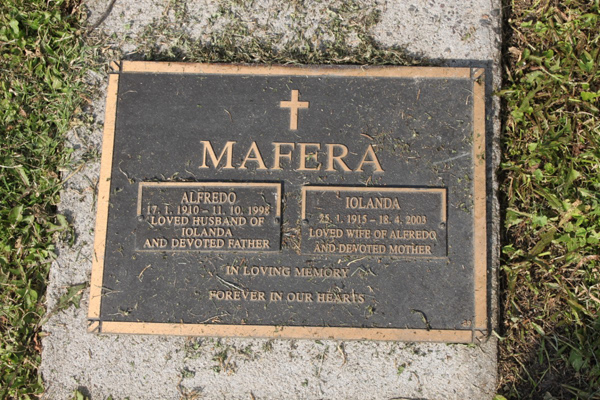 MAFERA
ALFREDO
17. 1. 1910 – 11. 10. 1998
LOVED HUSBAND OF
IOLANDA
AND DEVOTED FATHER
IOLANDA
25. 1. 1915 – 18. 4. 2003
LOVED WIFE OF ALFREDO
AND DEVOTED MOTHER
IN LOVING MEMORY
FOREVER IN OUR HEARTS